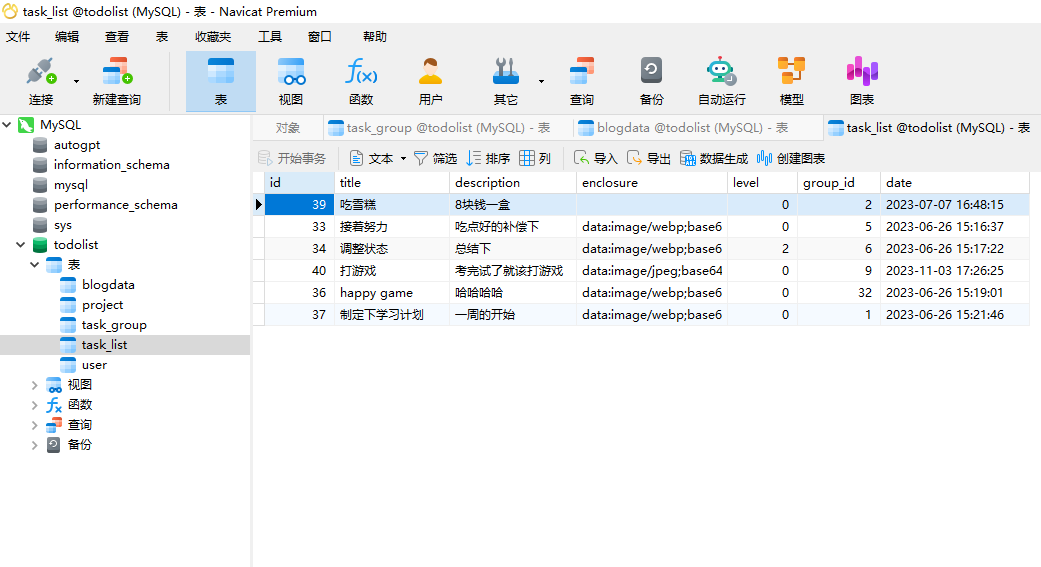 task_list @todolist (MySQL) - 表 - Navicat Premium
文件 编辑 查看 表 收藏夹 工具 窗口 帮助
连接 新建查询 表 视图 函数 用户 其它 查询 备份 自动运行 模型 图表
MySQL
autogpt
information_schema
mysql
performance_schema
sys
todolist
表
blogdata
project
task_group
task_list
user
视图
函数
查询
备份
对象 task_group @todolist (MySQL) - 表 blogdata @todolist (MySQL) - 表 task_list @todolist (MySQL) - 表
开始事务 文本 筛选 排序 列 导入 导出 数据生成 创建图表
id title description enclosure level group_id date
39 吃雪糕 8块钱一盒 0 2 2023-07-07 16:48:15
33 接着努力 吃点好的补偿下 data:image/webp;base6 0 5 2023-06-26 15:16:37
34 调整状态 总结下 data:image/webp;base6 2 6 2023-06-26 15:17:22
40 打游戏 考完试了就该打游戏 data:image/jpeg;base64 0 9 2023-11-03 17:26:25
36 happy game 哈哈哈哈 data:image/webp;base6 0 32 2023-06-26 15:19:01
37 制定下学习计划 一周的开始 data:image/webp;base6 0 1 2023-06-26 15:21:46